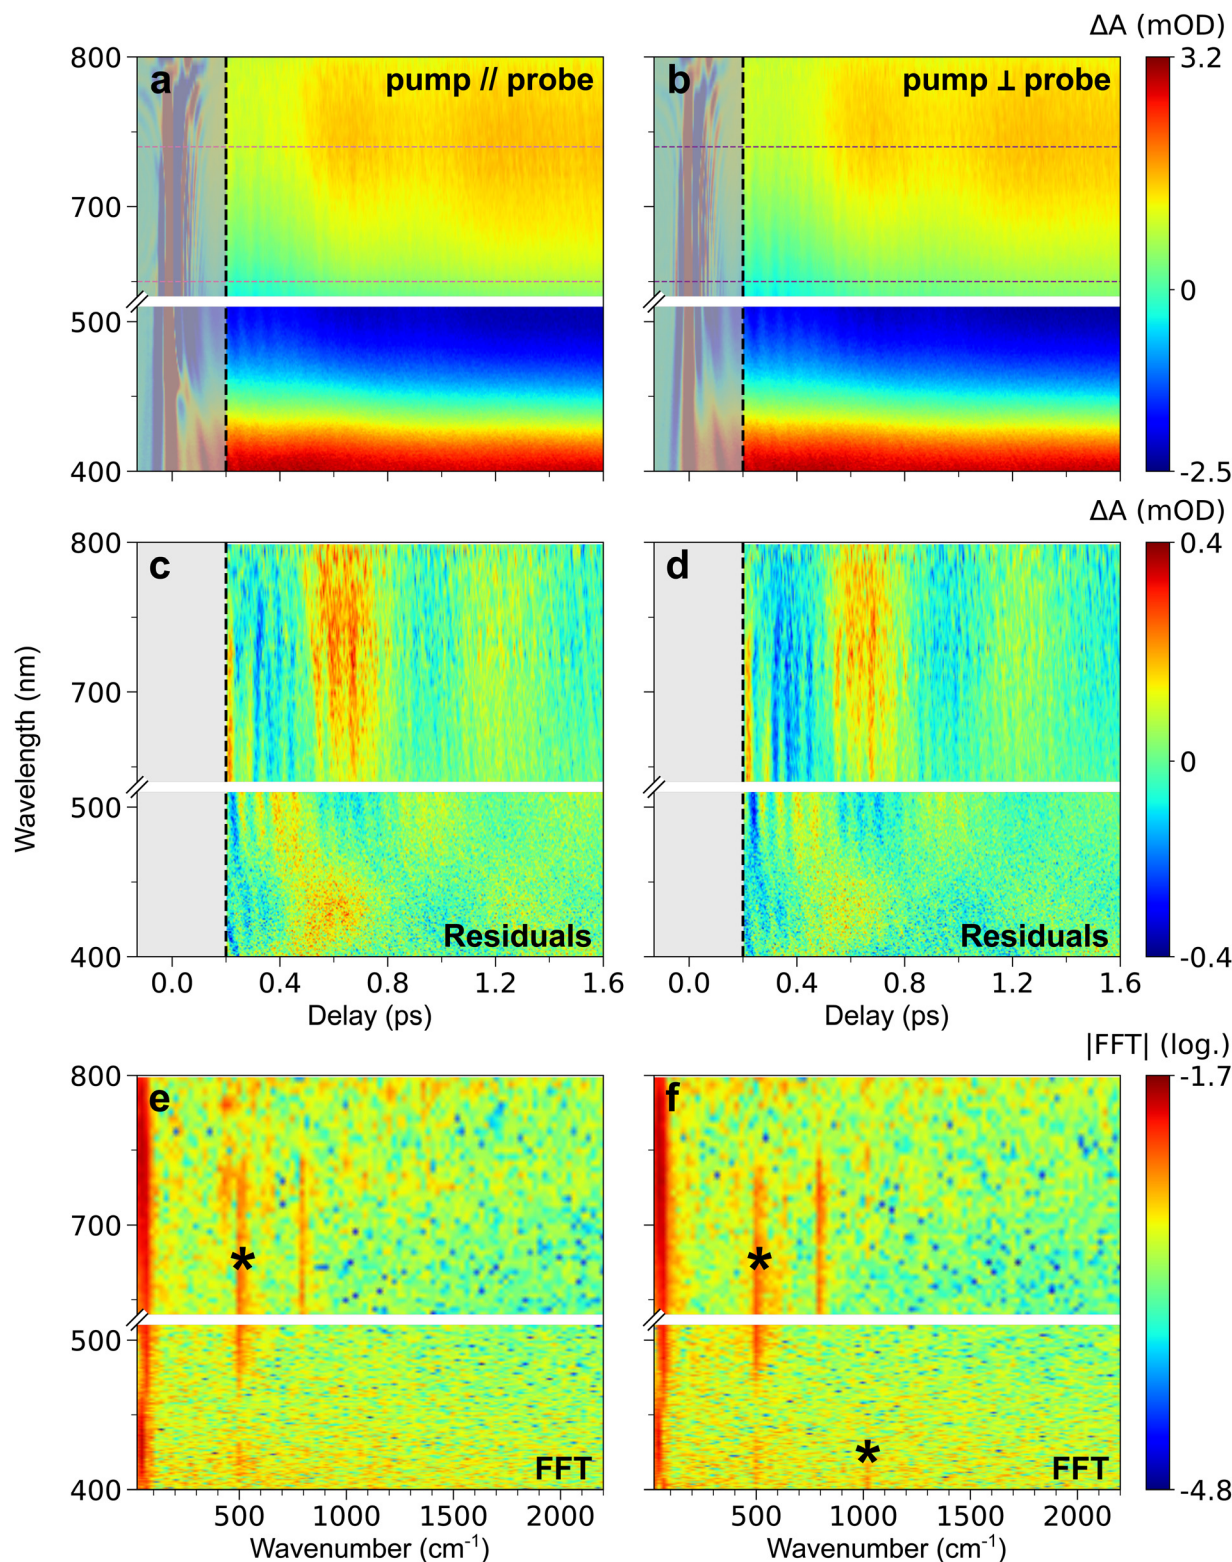 ΔA (mOD)
a pump // probe
b pump ⊥ probe
800
700
500
400
3.2
0
-2.5
ΔA (mOD)
c
d
800
700
500
400
Residuals
Residuals
0.4
0
-0.4
0.0 0.4 0.8 1.2 1.6
0.0 0.4 0.8 1.2 1.6
Delay (ps)
Delay (ps)
Wavelength (nm)
|FFT| (log.)
e
f
800
700
500
400
*
*
*
FFT
FFT
-1.7
-4.8
500 1000 1500 2000
500 1000 1500 2000
Wavenumber (cm⁻¹)
Wavenumber (cm⁻¹)